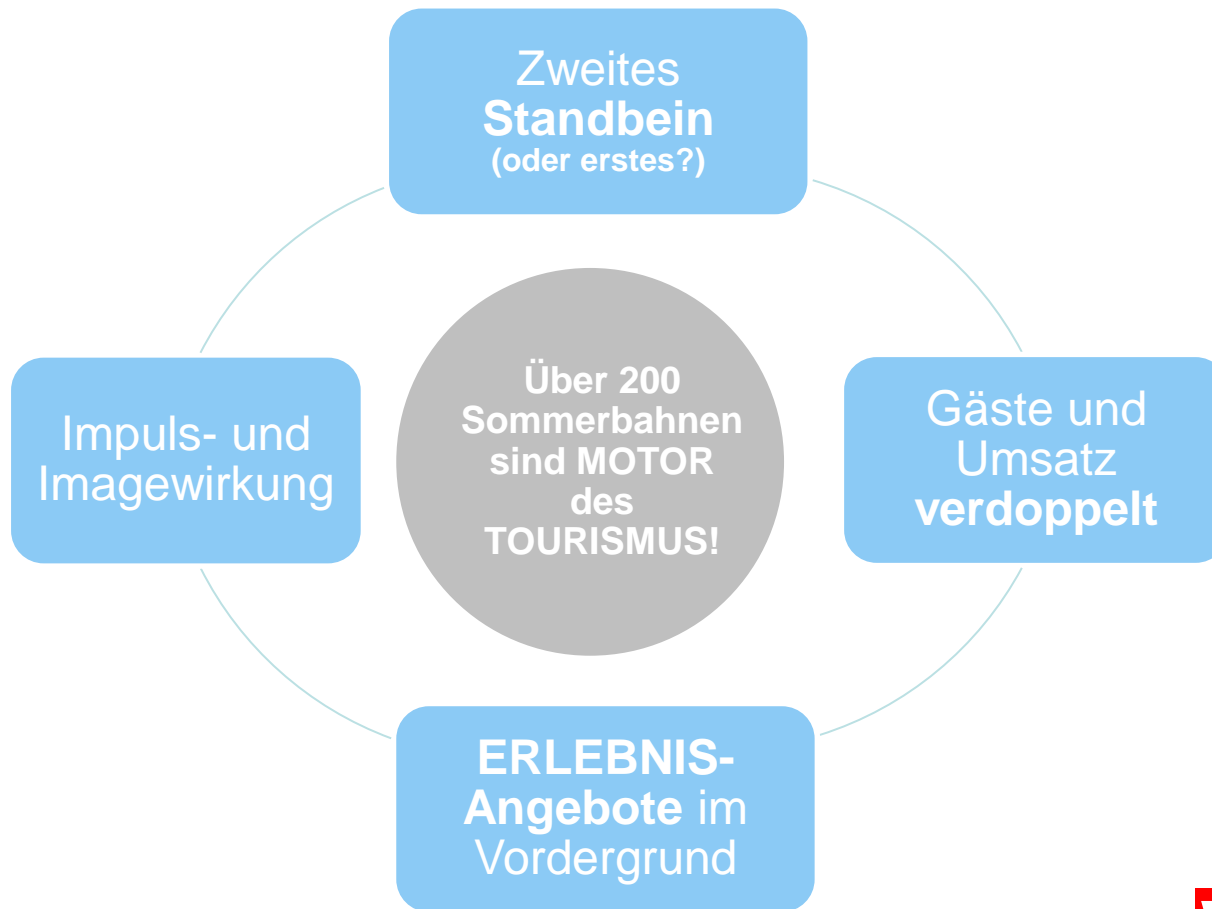 Zweites
Standbein
(oder erstes?)
Impuls- und
Imagewirkung
Über 200
Sommerbahnen
sind MOTOR
des
TOURISMUS!
Gäste und
Umsatz
verdoppelt
ERLEBNIS-
Angebote im
Vordergrund